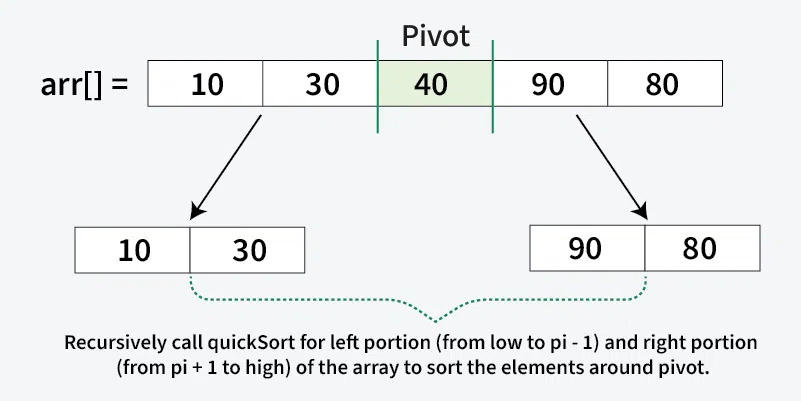 Pivot
arr[] = 10 30 40 90 80
10 30 90 80
Recursively call quickSort for left portion (from low to pi - 1) and right portion
(from pi + 1 to high) of the array to sort the elements around pivot.